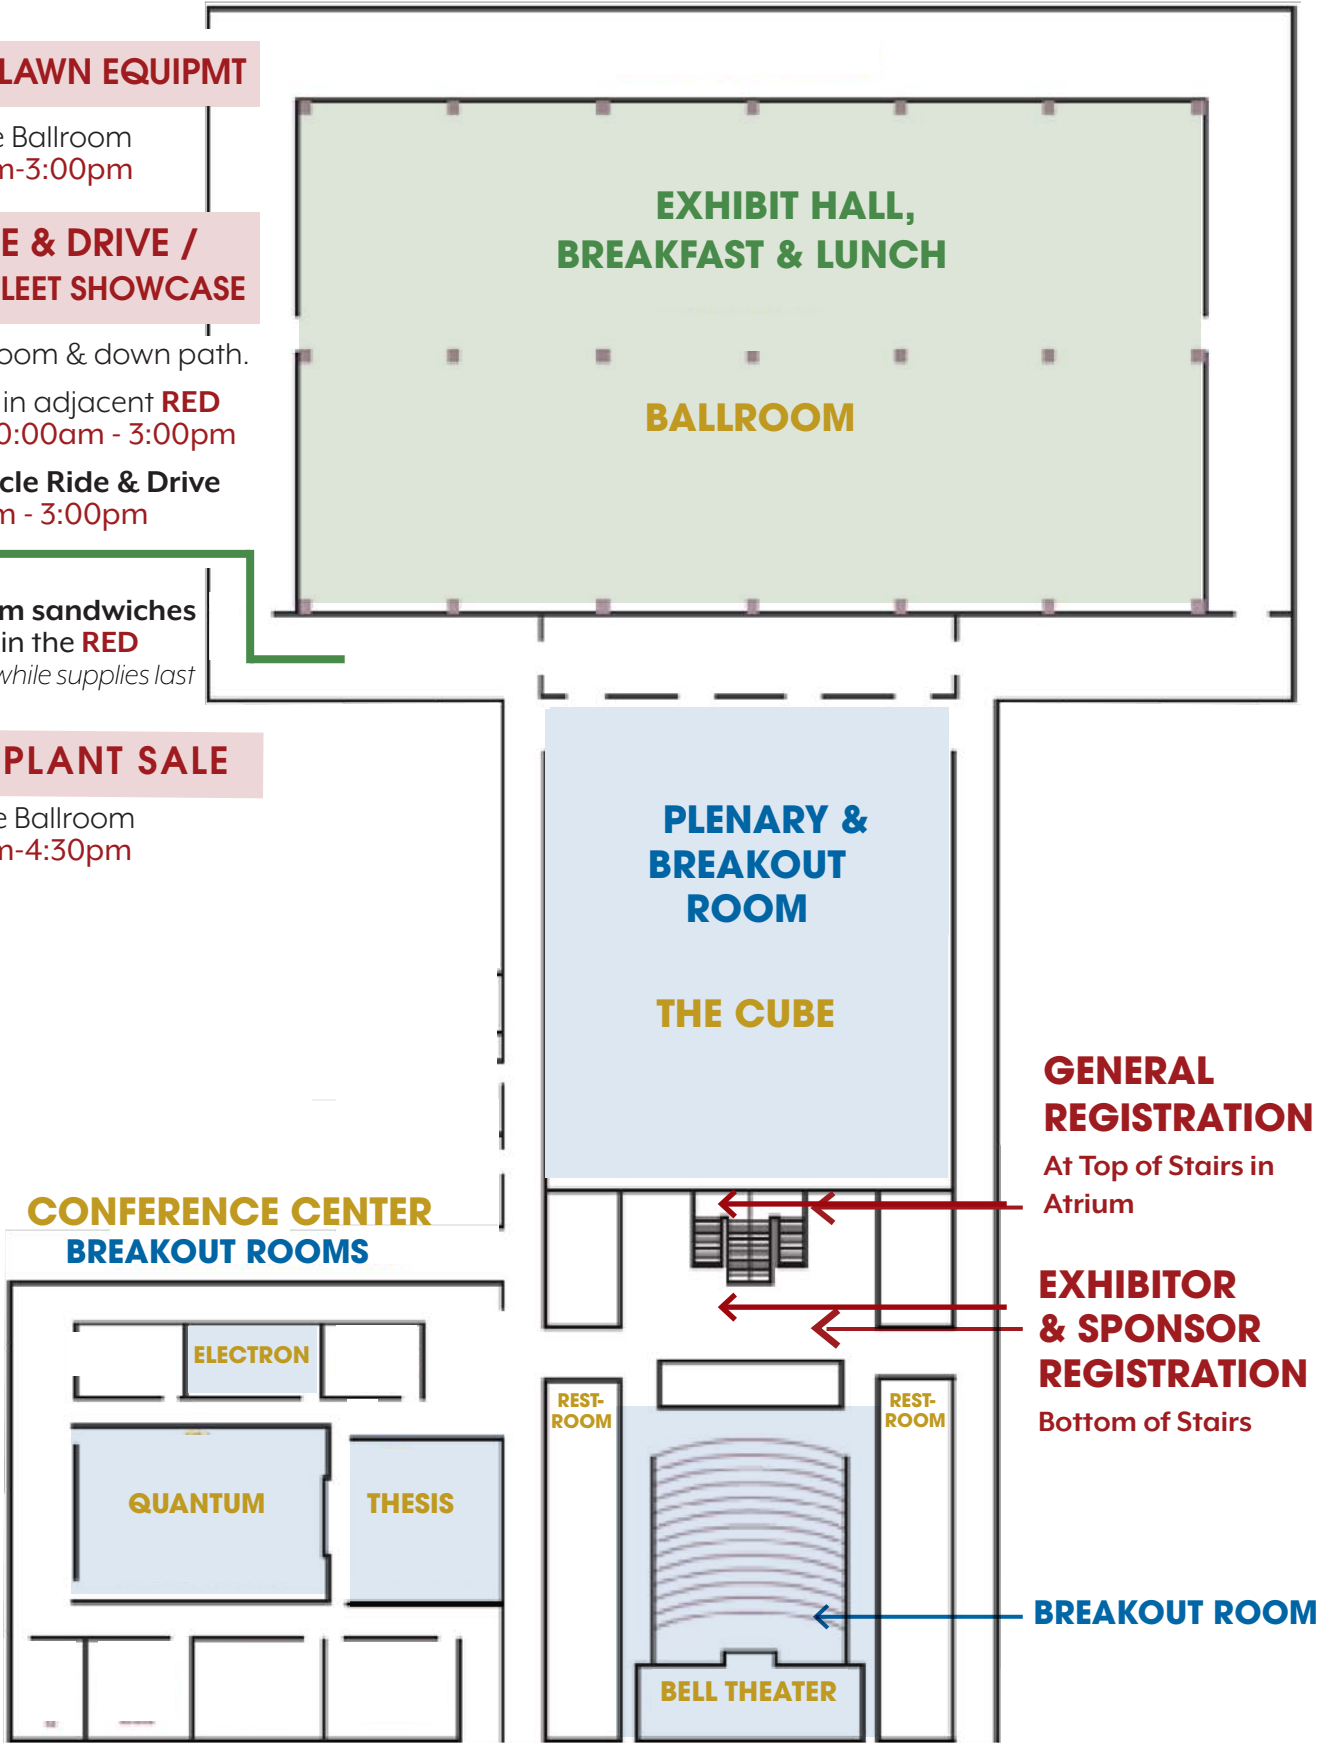 LAWN EQUIPMT
Ballroom
-3:00pm
& DRIVE /
LEET SHOWCASE
oom & down path.
in adjacent RED
0:00am - 3:00pm
cle Ride & Drive
- 3:00pm
m sandwiches
in the RED
while supplies last
PLANT SALE
Ballroom
-4:30pm
EXHIBIT HALL,
BREAKFAST & LUNCH
BALLROOM
PLENARY &
BREAKOUT
ROOM
THE CUBE
GENERAL
REGISTRATION
At Top of Stairs in
Atrium
EXHIBITOR
& SPONSOR
REGISTRATION
Bottom of Stairs
CONFERENCE CENTER
BREAKOUT ROOMS
ELECTRON
QUANTUM
THESIS
REST-
ROOM
REST-
ROOM
BREAKOUT ROOM
BELL THEATER